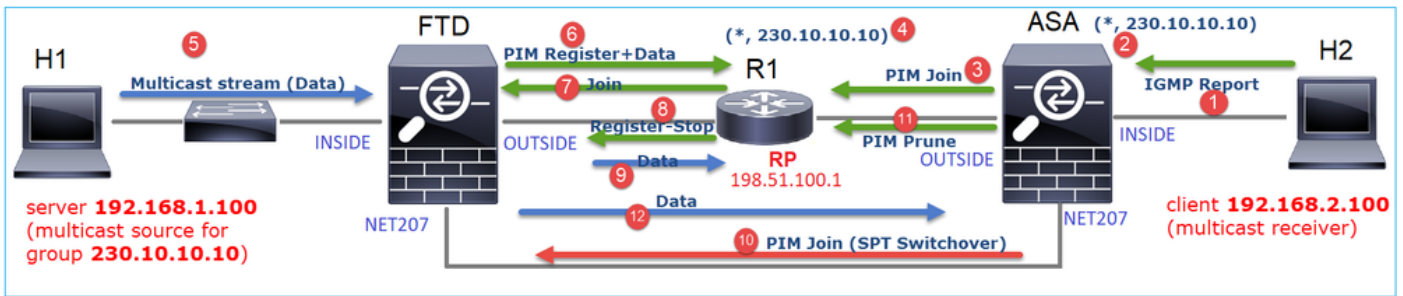 H1
5
Multicast stream (Data)
INSIDE
server 192.168.1.100
(multicast source for
group 230.10.10.10)
FTD
6
PIM Register+Data
7
Join
8
Register-Stop
OUTSIDE
9
Data
NET207
(*, 230.10.10.10)
4
R1
RP
198.51.100.1
PIM Join
3
11
PIM Prune
OUTSIDE
12
Data
10
PIM Join (SPT Switchover)
ASA
(*, 230.10.10.10)
2
IGMP Report
1
INSIDE
NET207
H2
client 192.168.2.100
(multicast receiver)